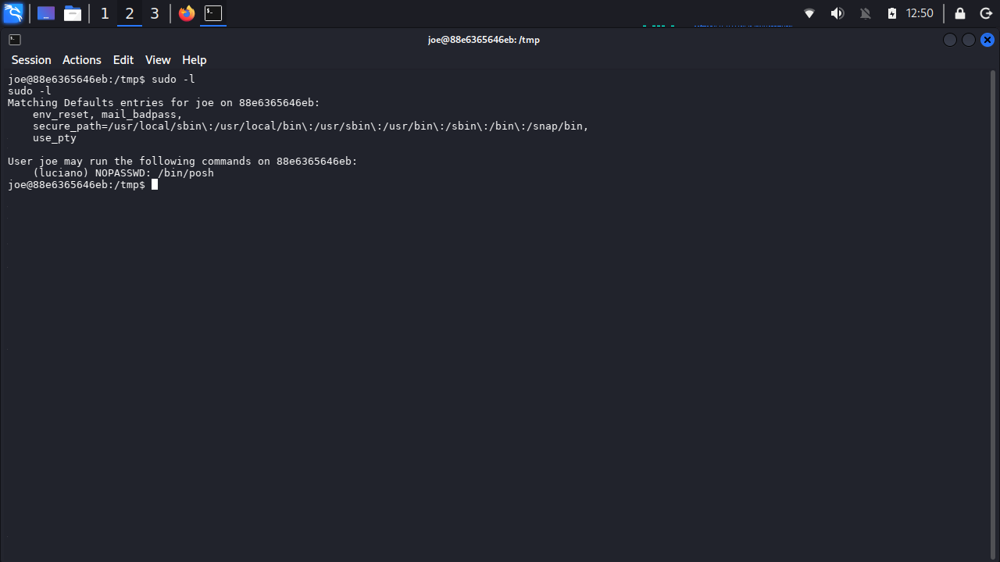 1 2 3 12:50
joe@88e6365646eb: /tmp
Session Actions Edit View Help
joe@88e6365646eb:/tmp$ sudo -l
sudo -l
Matching Defaults entries for joe on 88e6365646eb:
    env_reset, mail_badpass,
    secure_path=/usr/local/sbin\:/usr/local/bin\:/usr/sbin\:/usr/bin\:/sbin\:/bin\:/snap/bin,
    use_pty

User joe may run the following commands on 88e6365646eb:
    (luciano) NOPASSWD: /bin/posh
joe@88e6365646eb:/tmp$